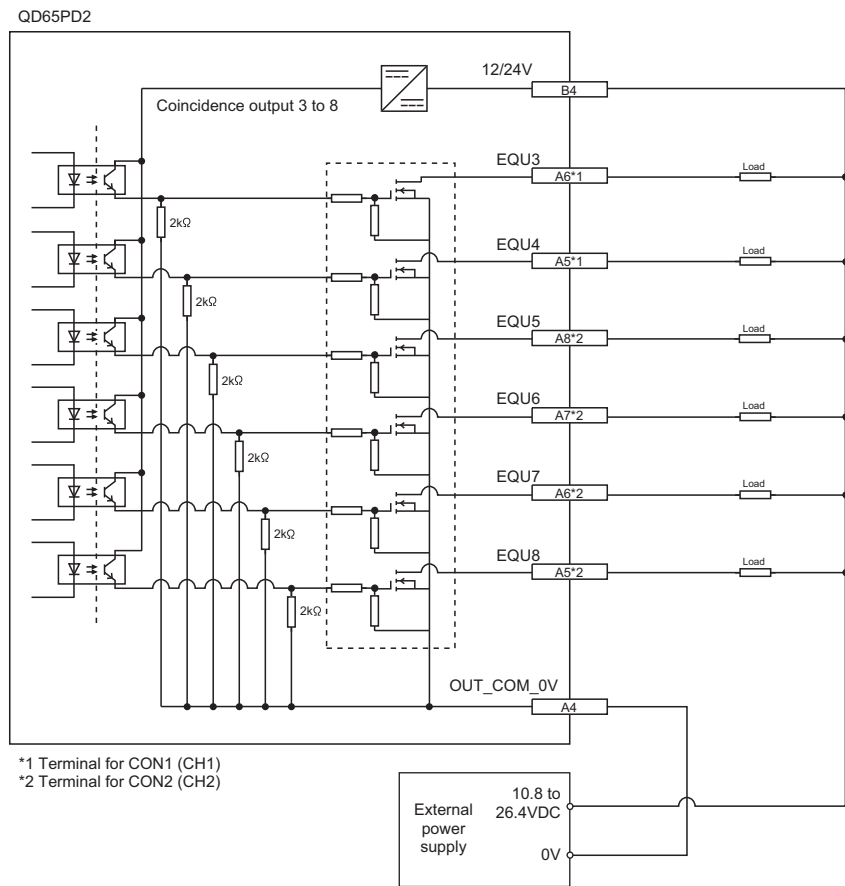 QD65PD2
12/24V
B4
Coincidence output 3 to 8
EQU3
A6*1
Load
2kΩ
EQU4
A5*1
Load
2kΩ
EQU5
A8*2
Load
2kΩ
EQU6
A7*2
Load
2kΩ
EQU7
A6*2
Load
2kΩ
EQU8
A5*2
Load
2kΩ
OUT_COM_0V
A4
*1 Terminal for CON1 (CH1)
*2 Terminal for CON2 (CH2)
External
power
supply
10.8 to
26.4VDC
0V